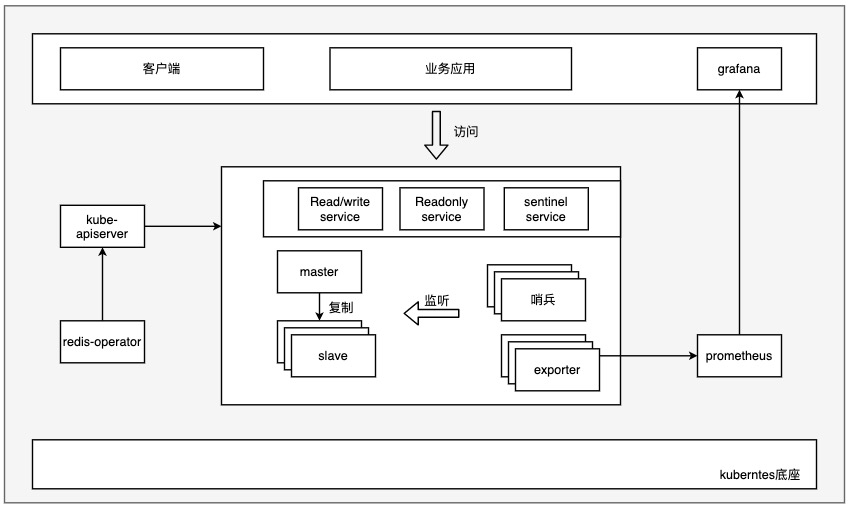 客户端
业务应用
grafana
访问
Read/write
service
Readonly
service
sentinel
service
kube-
apiserver
master
监听
哨兵
复制
redis-operator
slave
exporter
prometheus
kuberntes底座